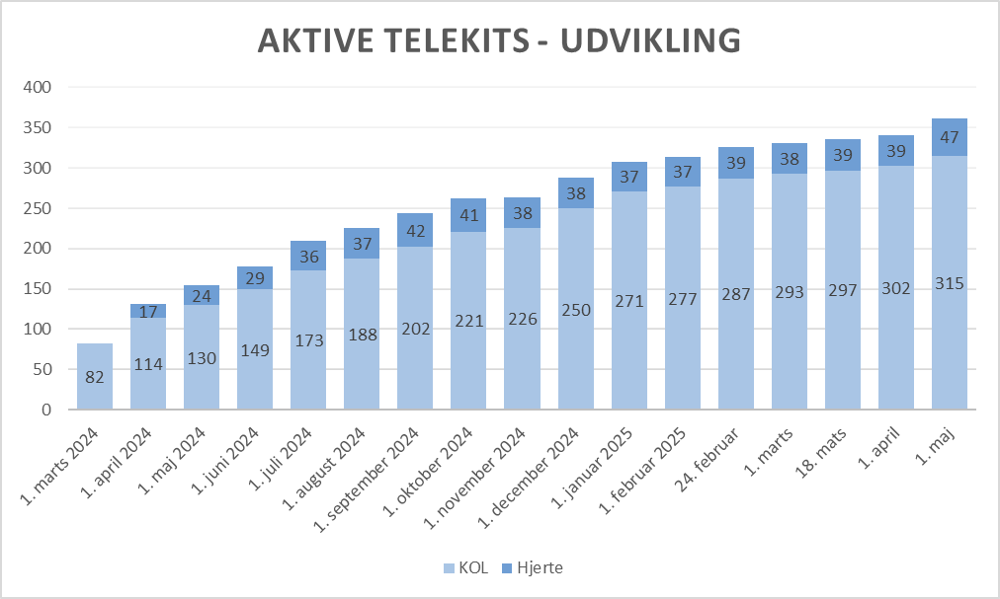 AKTIVE TELEKITS - UDVIKLING
400
350
300
250
200
150
100
50
0
17
24
29
36
37
42
41
38
38
37
37
39
38
39
39
47
82
114
130
149
173
188
202
221
226
250
271
277
287
293
297
302
315
1. marts 2024
1. april 2024
1. maj 2024
1. juni 2024
1. juli 2024
1. august 2024
1. september 2024
1. oktober 2024
1. november 2024
1. december 2024
1. januar 2025
1. februar 2025
24. februar
1. marts
18. mats
1. april
1. maj
KOL Hjerte